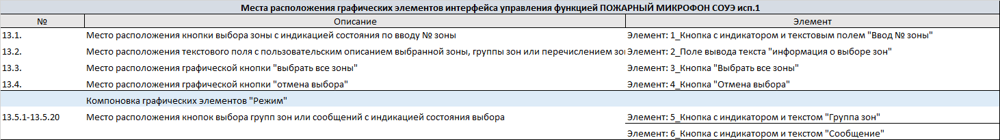 Места расположения графических элементов интерфейса управления функцией ПОЖАРНЫЙ МИКРОФОН СОУЭ исп.1
№ Описание Элемент
13.1. Место расположения кнопки выбора зоны с индикацией состояния по вводу № зоны Элемент: 1_Кнопка с индикатором и текстовым полем "Ввод № зоны"
13.2. Место расположения текстового поля с пользовательским описанием выбранной зоны, группы зон или перечислением зо Элемент: 2_Поле вывода текста "информация о выборе зон"
13.3. Место расположения графической кнопки "выбрать все зоны" Элемент: 3_Кнопка "Выбрать все зоны"
13.4. Место расположения графической кнопки "отмена выбора" Элемент: 4_Кнопка "Отмена выбора"
Компоновка графических элементов "Режим"
13.5.1-13.5.20 Место расположения кнопок выбора групп зон или сообщений с индикацией состояния выбора Элемент: 5_Кнопка с индикатором и текстом "Группа зон"
Элемент: 6_Кнопка с индикатором и текстом "Сообщение"